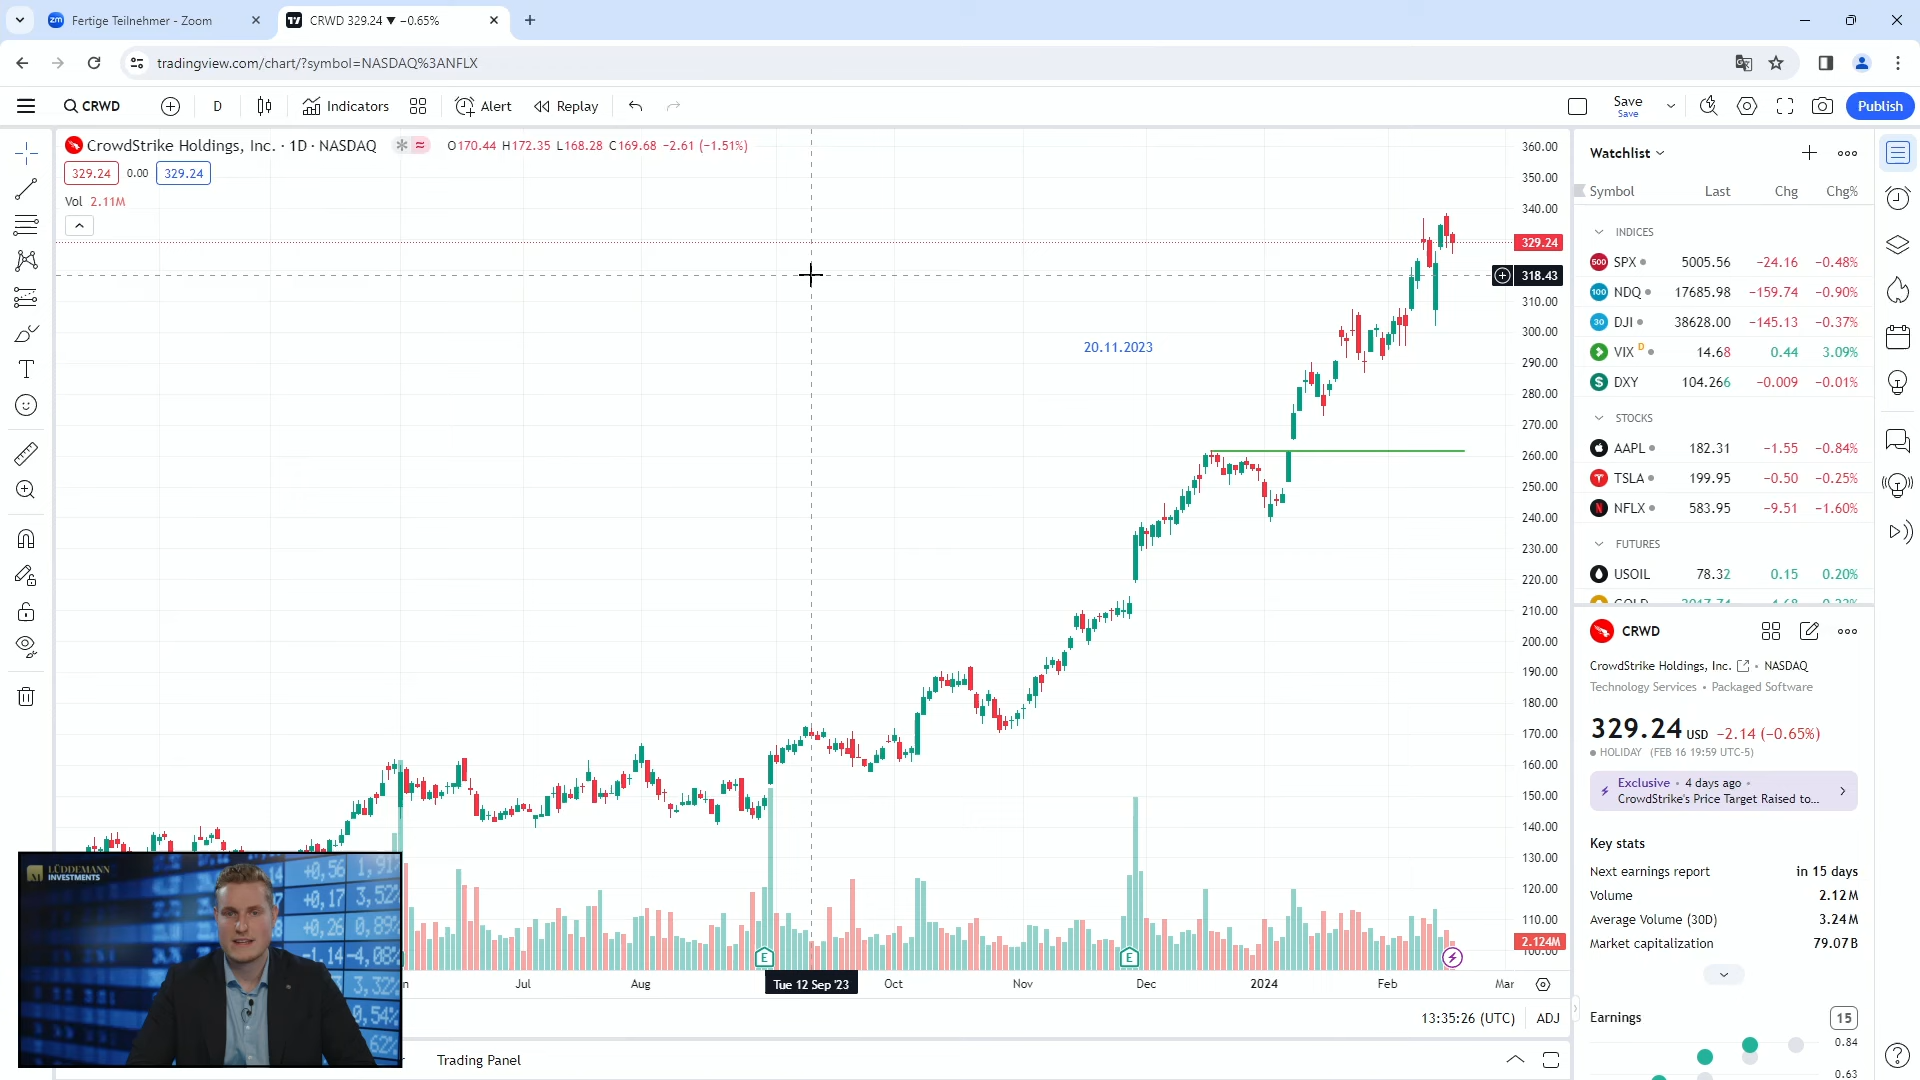 Fertige Teilnehmer - Zoom
CRWD 329.24 ▼ −0.65%
tradingview.com/chart/?symbol=NASDAQ%3ANFLX
CRWD
D
Indicators
Alert
Replay
Save
Save
Publish
CrowdStrike Holdings, Inc. · 1D · NASDAQ
O170.44 H172.35 L168.28 C169.68 −2.61 (−1.51%)
329.24 0.00 329.24
Vol 2.11M
20.11.2023
360.00
350.00
340.00
329.24
318.43
310.00
300.00
290.00
280.00
270.00
260.00
250.00
240.00
230.00
220.00
210.00
200.00
190.00
180.00
170.00
160.00
150.00
140.00
130.00
120.00
110.00
2.124M
100.00
E
E
Jul
Aug
Tue 12 Sep '23
Oct
Nov
Dec
2024
Feb
Mar
13:35:26 (UTC)
ADJ
Trading Panel
LÜDDEMANN
INVESTMENTS
Watchlist
Symbol Last Chg Chg%
INDICES
SPX 5005.56 −24.16 −0.48%
NDQ 17685.98 −159.74 −0.90%
DJI 38628.00 −145.13 −0.37%
VIX D 14.68 0.44 3.09%
DXY 104.266 −0.009 −0.01%
STOCKS
AAPL 182.31 −1.55 −0.84%
TSLA 199.95 −0.50 −0.25%
NFLX 583.95 −9.51 −1.60%
FUTURES
USOIL 78.32 0.15 0.20%
CRWD
CrowdStrike Holdings, Inc. • NASDAQ
Technology Services • Packaged Software
329.24 USD −2.14 (−0.65%)
HOLIDAY (FEB 16 19:59 UTC-5)
Exclusive • 4 days ago •
CrowdStrike's Price Target Raised to...
Key stats
Next earnings report in 15 days
Volume 2.12M
Average Volume (30D) 3.24M
Market capitalization 79.07B
Earnings 15
0.84
0.63